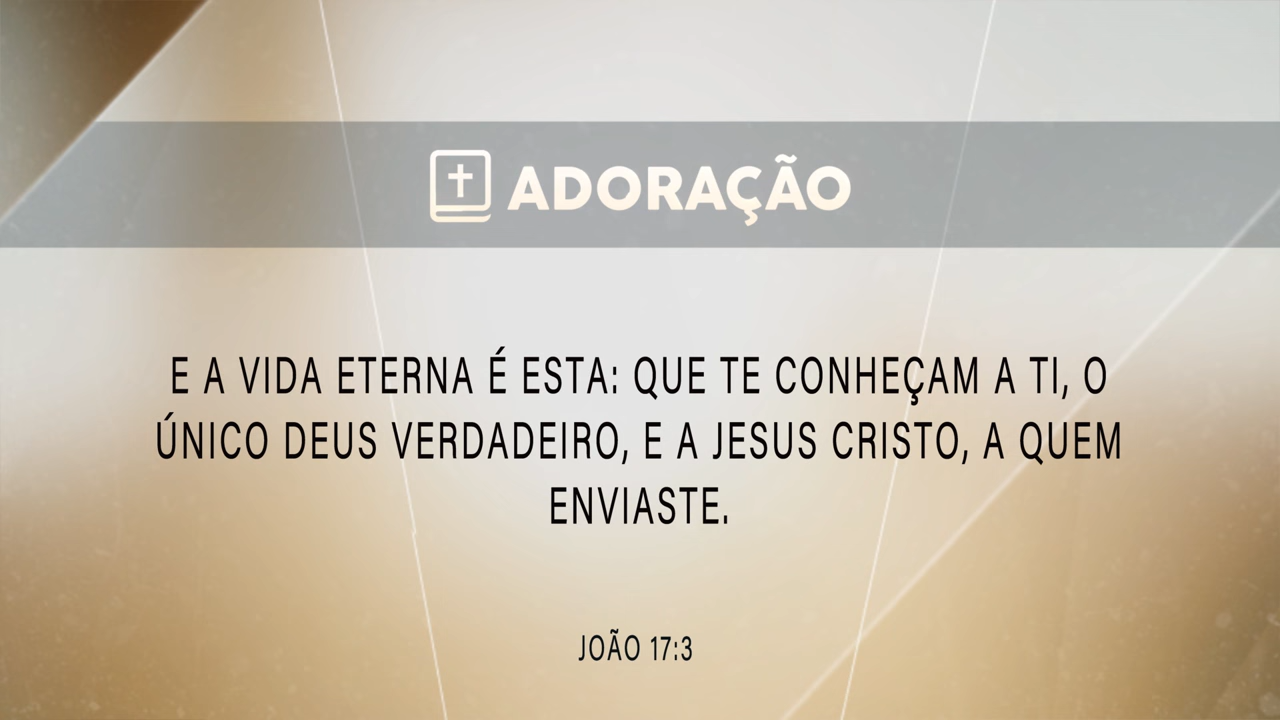 ADORAÇÃO
E A VIDA ETERNA É ESTA: QUE TE CONHEÇAM A TI, O
ÚNICO DEUS VERDADEIRO, E A JESUS CRISTO, A QUEM
ENVIASTE.
JOÃO 17:3